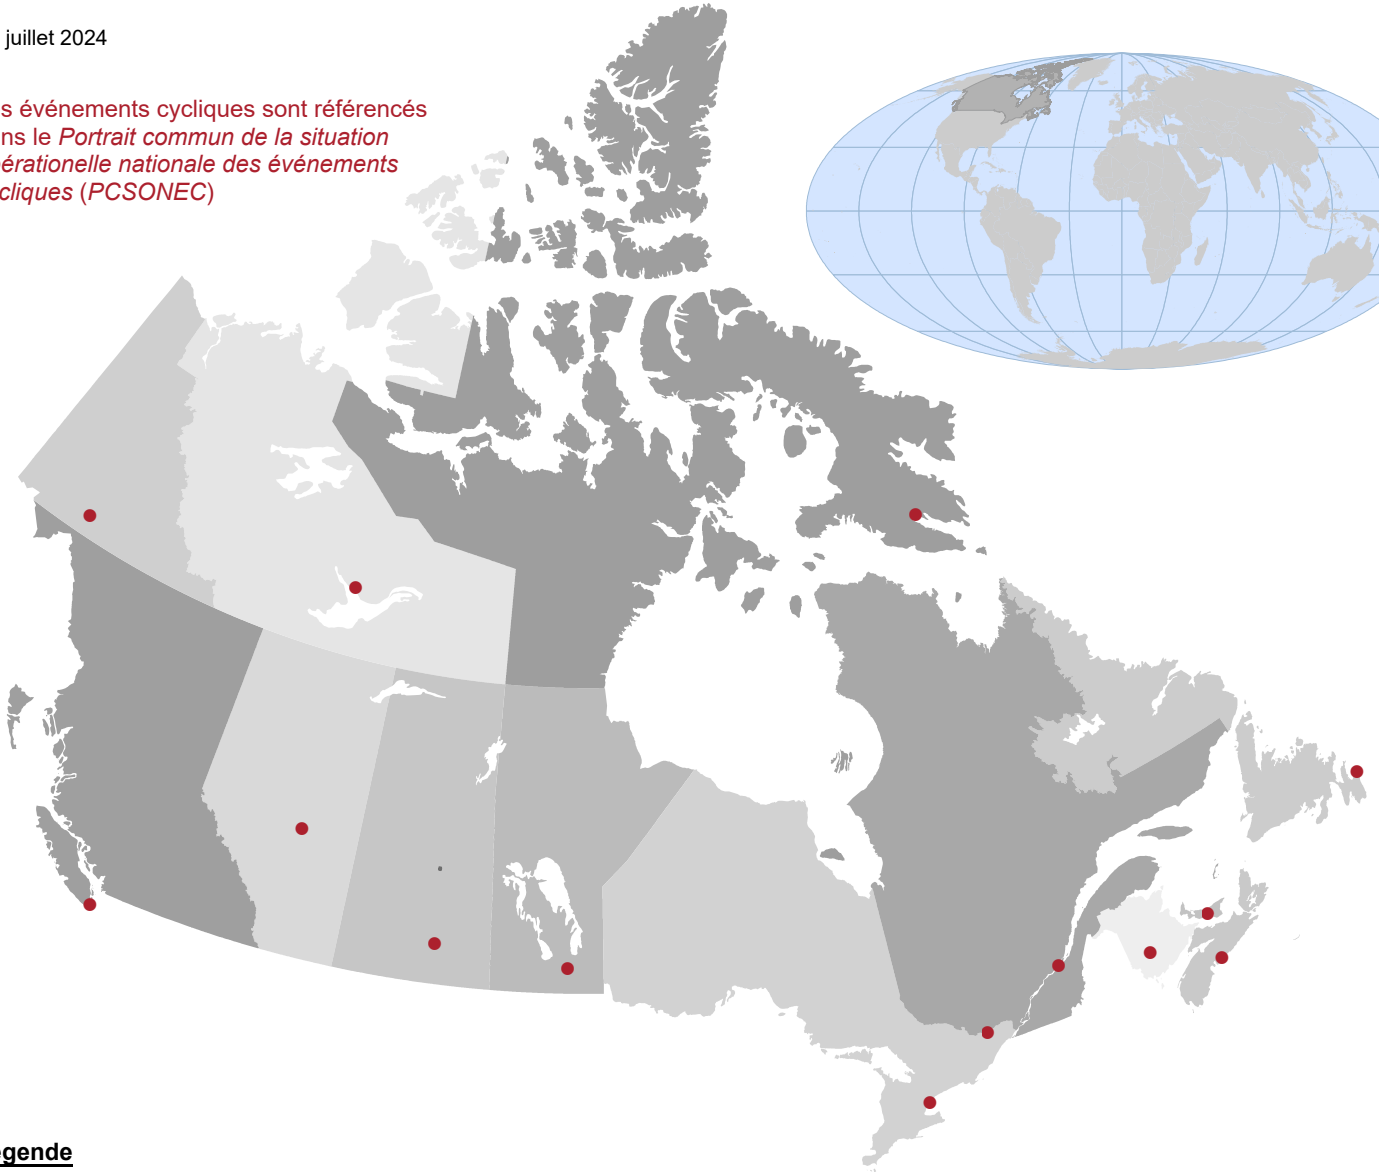 juillet 2024
s événements cycliques sont référencés
ns le Portrait commun de la situation
érationelle nationale des événements
cliques (PCSONEC)
gende